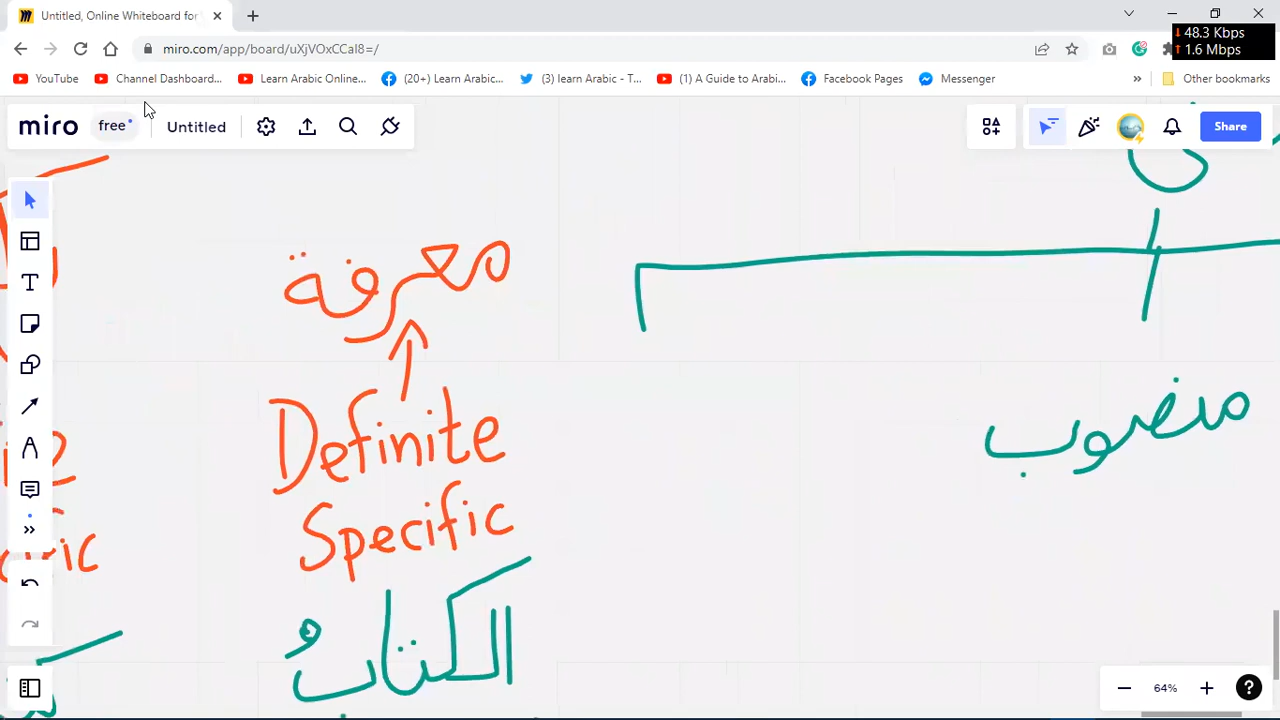 Untitled, Online Whiteboard for
48.3 Kbps
1.6 Mbps
miro.com/app/board/uXjVOxCCal8=/
YouTube
Channel Dashboard...
Learn Arabic Online...
(20+) Learn Arabic...
(3) learn Arabic - T...
(1) A Guide to Arabi...
Facebook Pages
Messenger
Other bookmarks
miro
free
Untitled
Share
معرفة
Definite
Specific
الكتابُ
منصوب
64%